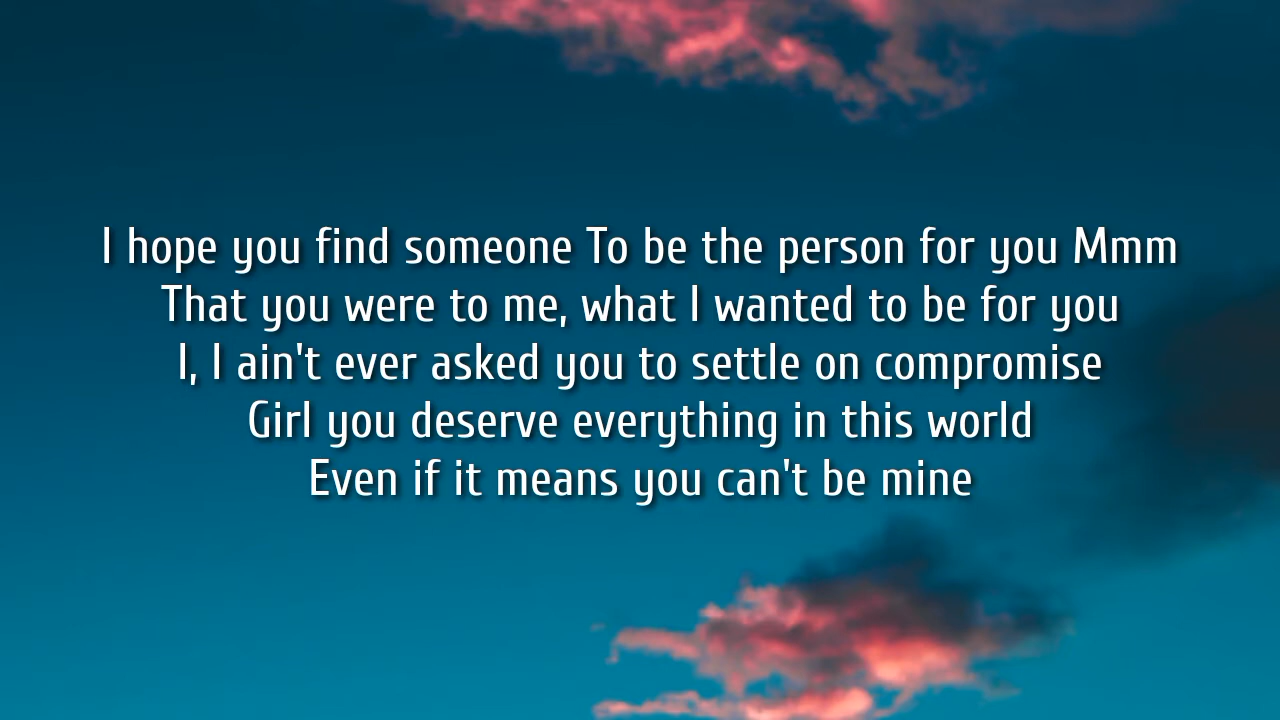 I hope you find someone To be the person for you Mmm
That you were to me, what I wanted to be for you
I, I ain't ever asked you to settle on compromise
Girl you deserve everything in this world
Even if it means you can't be mine